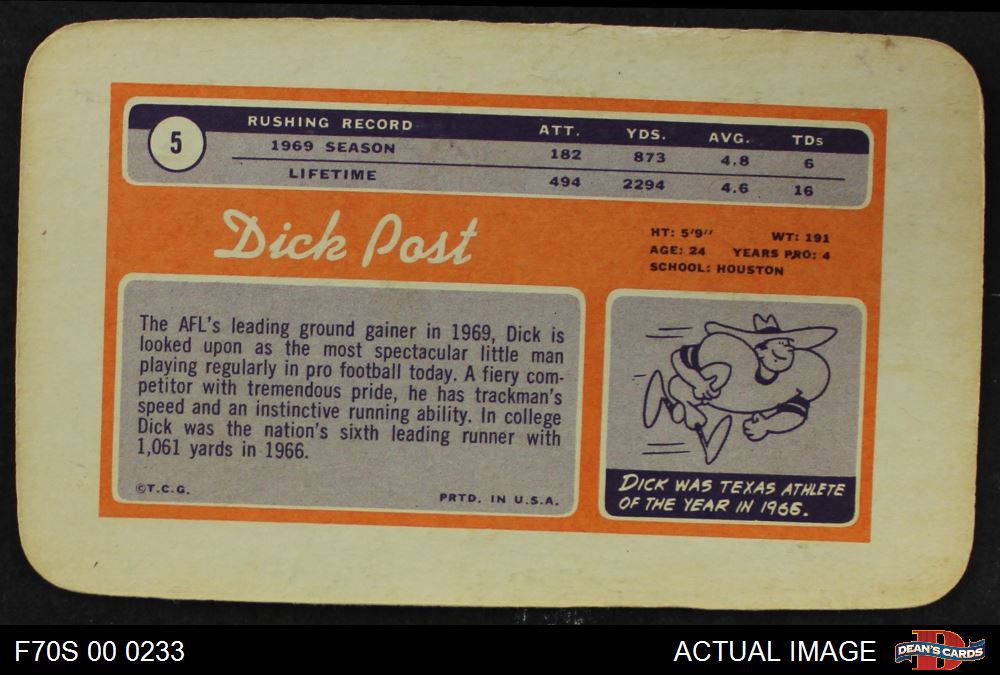 5
RUSHING RECORD ATT. YDS. AVG. TDs
1969 SEASON 182 873 4.8 6
LIFETIME 494 2294 4.6 16
Dick Post
HT: 5'9" WT: 191
AGE: 24 YEARS PRO: 4
SCHOOL: HOUSTON
The AFL's leading ground gainer in 1969, Dick is
looked upon as the most spectacular little man
playing regularly in pro football today. A fiery com-
petitor with tremendous pride, he has trackman's
speed and an instinctive running ability. In college
Dick was the nation's sixth leading runner with
1,061 yards in 1966.
©T.C.G. PRTD. IN U.S.A.
DICK WAS TEXAS ATHLETE
OF THE YEAR IN 1966.
F70S 00 0233 ACTUAL IMAGE D DEAN'S CARDS